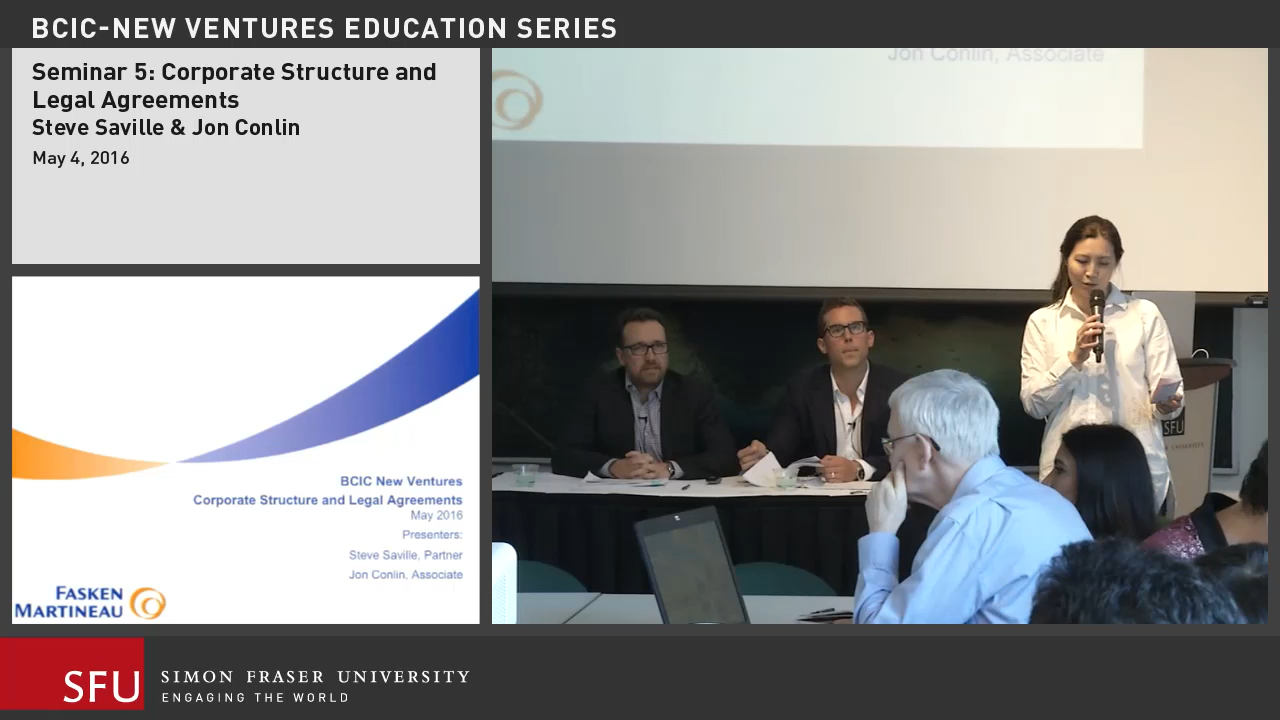 BCIC-NEW VENTURES EDUCATION SERIES
Seminar 5: Corporate Structure and
Legal Agreements
Steve Saville & Jon Conlin
May 4, 2016
Jon Conlin, Associate
BCIC New Ventures
Corporate Structure and Legal Agreements
May 2016
Presenters:
Steve Saville, Partner
Jon Conlin, Associate
FASKEN
MARTINEAU
SFU
SFU
SIMON FRASER UNIVERSITY
ENGAGING THE WORLD